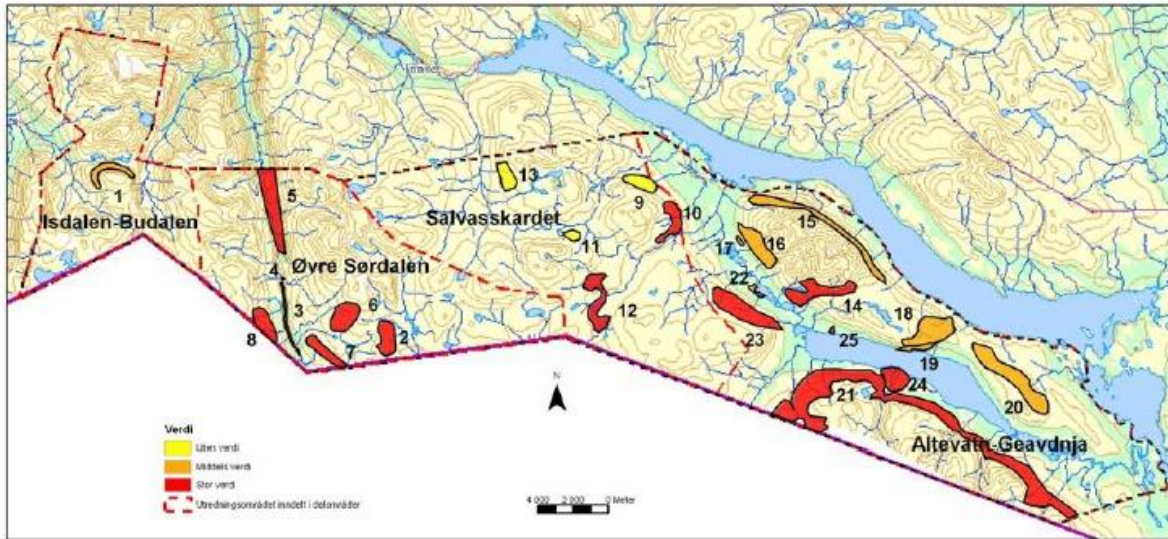 13
1
5
Isdalen-Budalen
Salvasskardet
9
10
15
11
17
16
4
Øvre Sørdalen
22
14
6
3
12
18
8
2
23
25
7
19
N
21
24
20
Altevatn-Geavdnja
Verdi
Liten verdi
Middels verdi
Stor verdi
Utredningsområdet inndelt i delområder
4 000 2 000 0 Meter